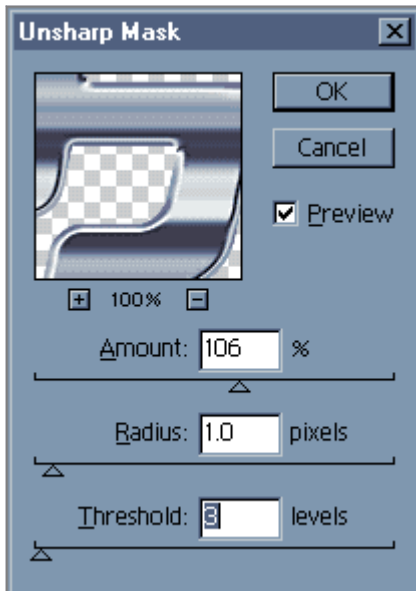 Unsharp Mask
OK
Cancel
Preview
100%
Amount: 106 %
Radius: 1.0 pixels
Threshold: 3 levels